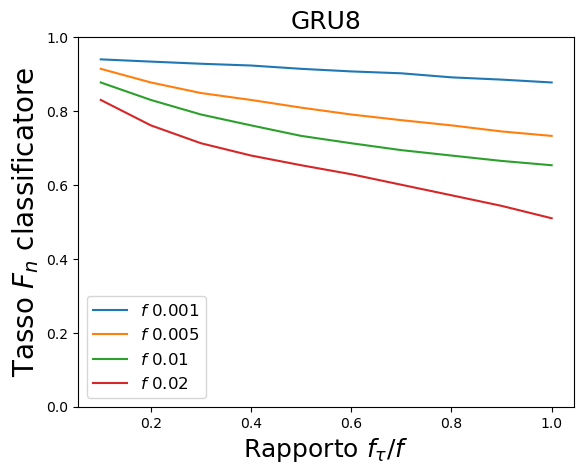 GRU8
Tasso $F_n$ classificatore
1.0
0.8
0.6
0.4
0.2
0.0
f 0.001
f 0.005
f 0.01
f 0.02
0.2 0.4 0.6 0.8 1.0
Rapporto $f_\tau/f$